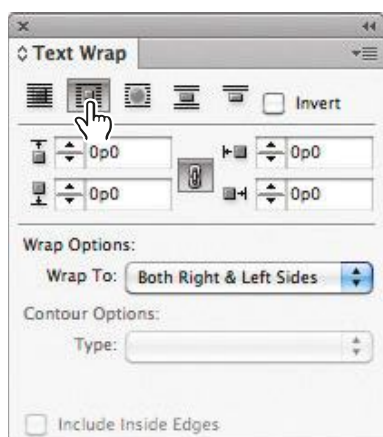 Text Wrap
Invert
0p0 0p0
0p0 0p0
Wrap Options:
Wrap To: Both Right & Left Sides
Contour Options:
Type:
Include Inside Edges